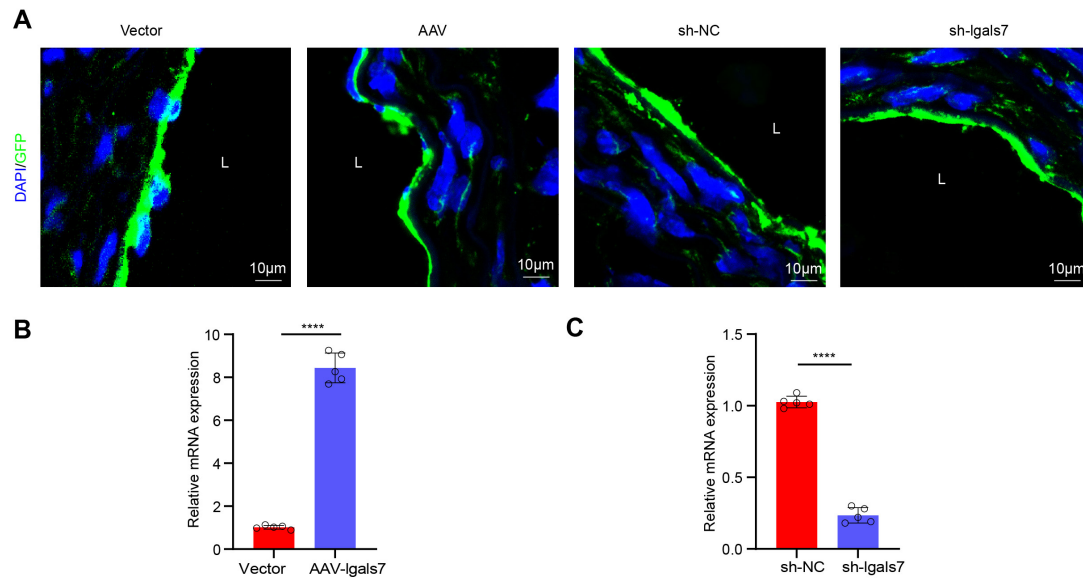 A
Vector
AAV
sh-NC
sh-lgals7
DAPI/GFP
L
L
L
L
10μm
10μm
10μm
10μm
B
Relative mRNA expression
10
8
6
4
2
0
****
Vector
AAV-lgals7
C
Relative mRNA expression
1.5
1.0
0.5
0.0
****
sh-NC
sh-lgals7